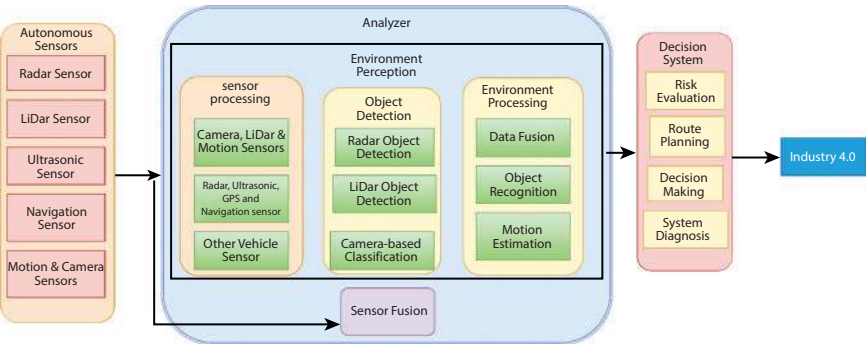 Autonomous
Sensors
Radar Sensor
LiDar Sensor
Ultrasonic
Sensor
Navigation
Sensor
Motion & Camera
Sensors
Analyzer
Environment
Perception
sensor
processing
Camera, LiDar &
Motion Sensors
Radar, Ultrasonic,
GPS and
Navigation sensor
Other Vehicle
Sensor
Object
Detection
Radar Object
Detection
LiDar Object
Detection
Camera-based
Classification
Environment
Processing
Data Fusion
Object
Recognition
Motion
Estimation
Sensor Fusion
Decision
System
Risk
Evaluation
Route
Planning
Decision
Making
System
Diagnosis
Industry 4.0